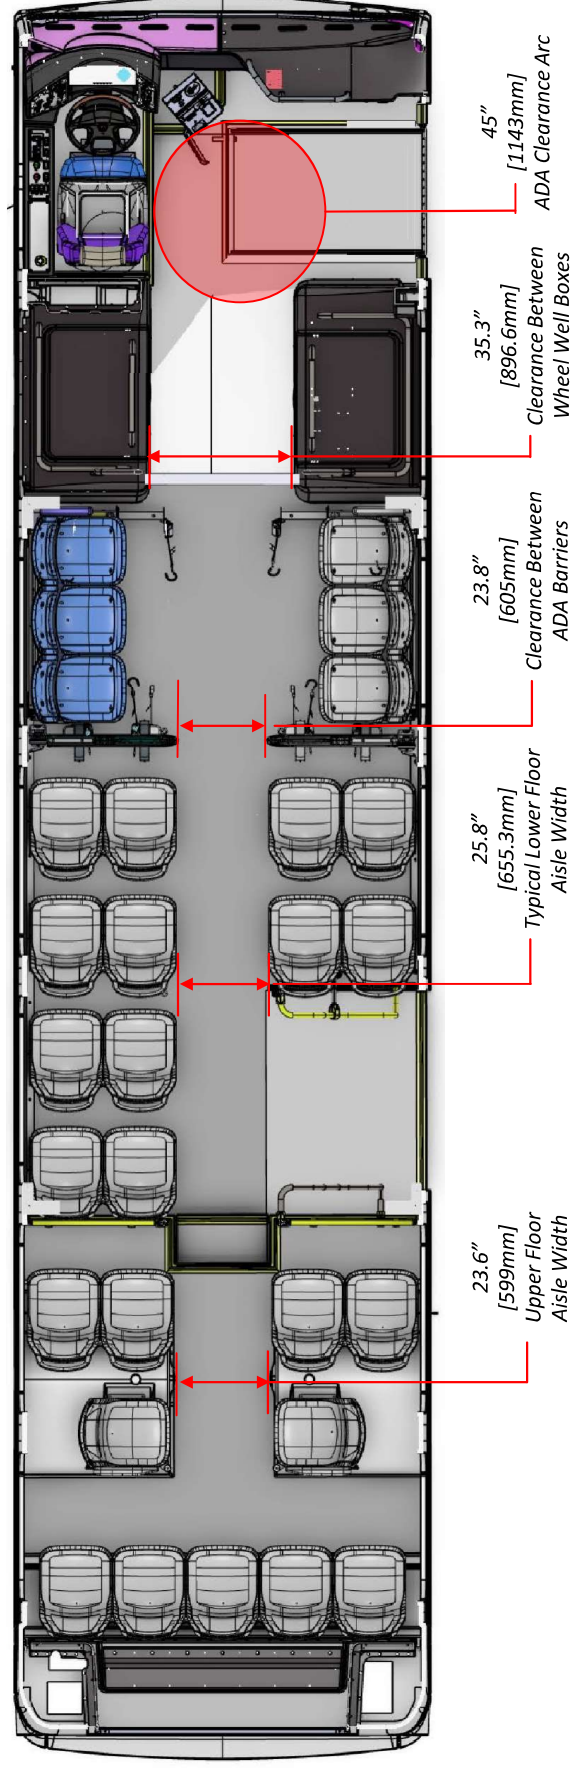 45”
[1143mm]
ADA Clearance Arc
35.3”
[896.6mm]
Clearance Between
Wheel Well Boxes
23.8”
[605mm]
Clearance Between
ADA Barriers
25.8”
[655.3mm]
Typical Lower Floor
Aisle Width
23.6”
[599mm]
Upper Floor
Aisle Width